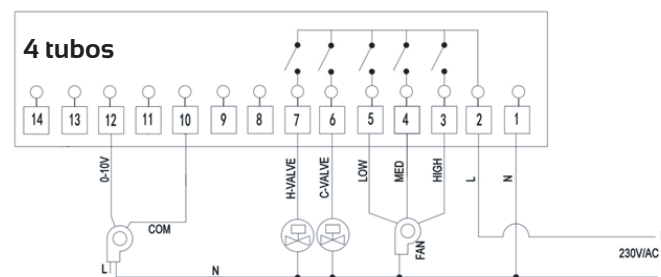 4 tubos
14 13 12 11 10 9 8 7 6 5 4 3 2 1
0-10V
H-VALVE
C-VALVE
LOW
MED
HIGH
L
N
COM
FAN
230V/AC
L
N